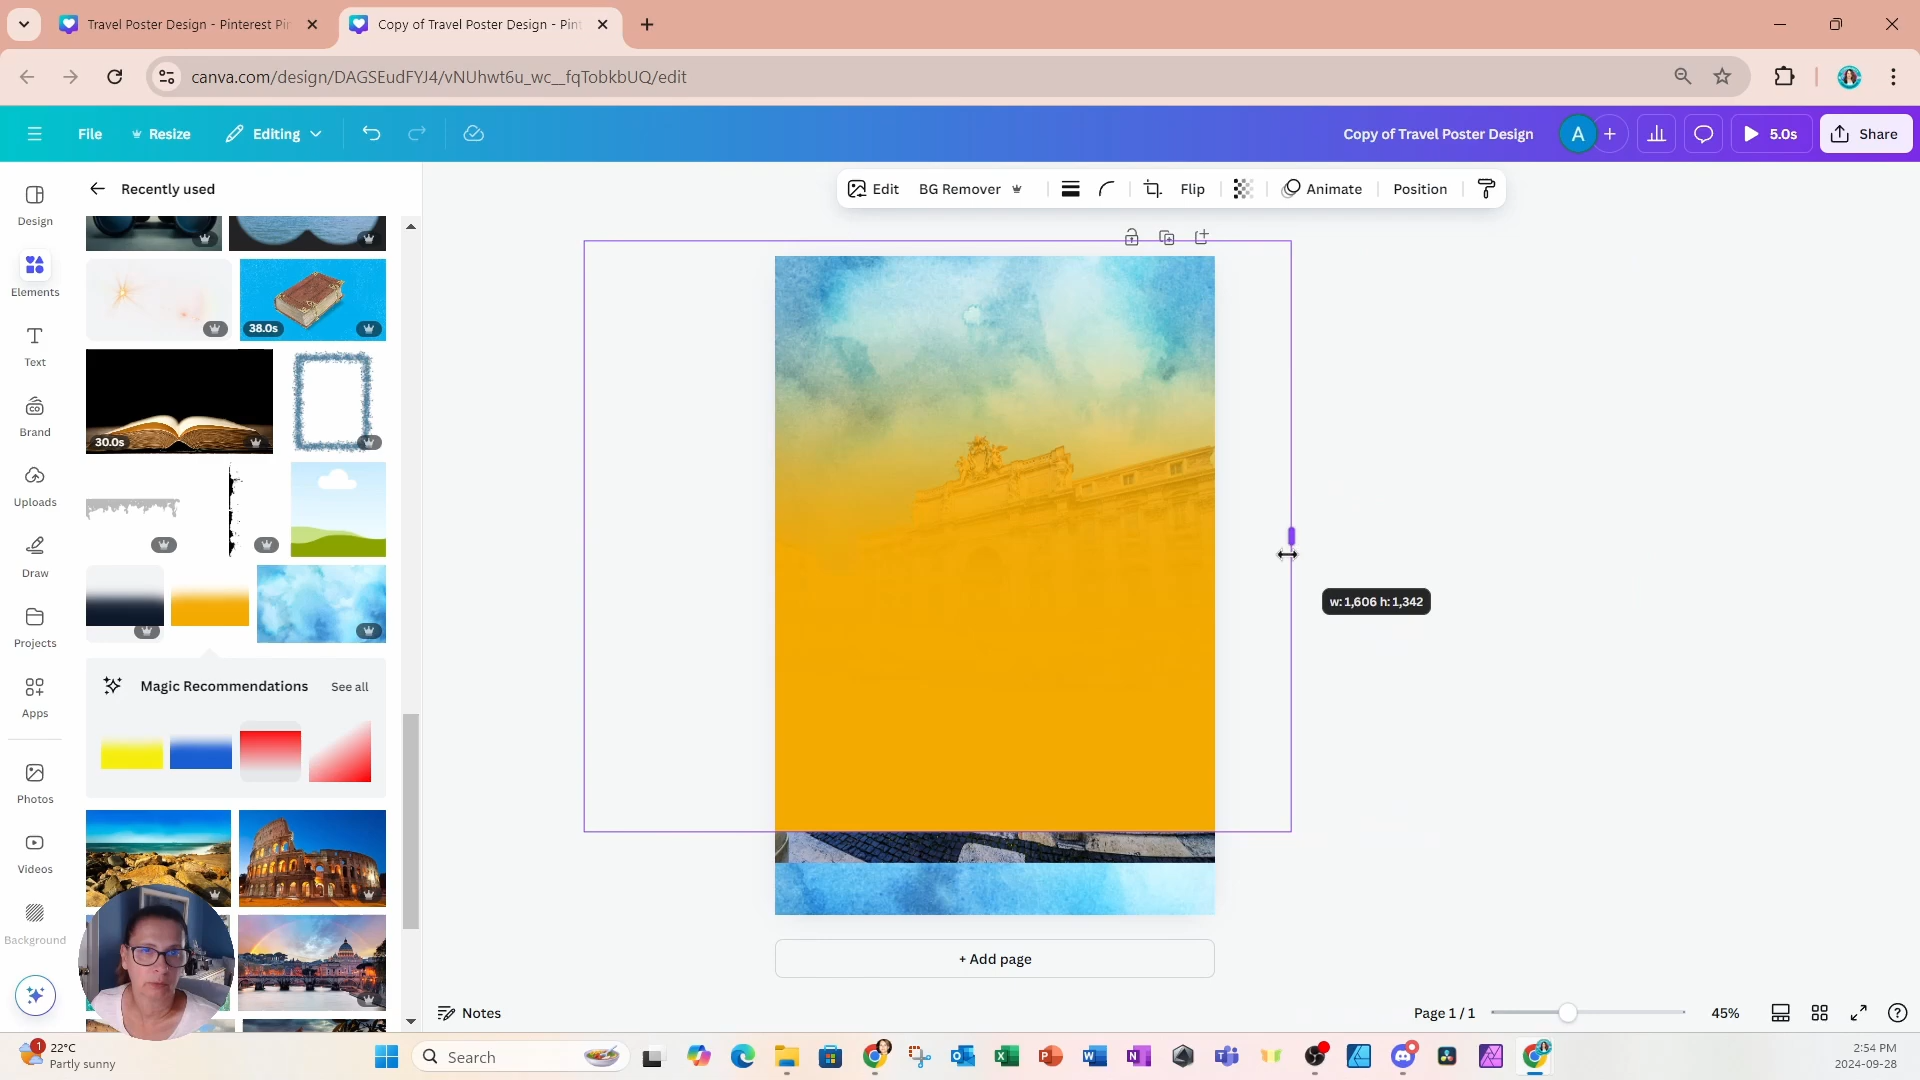 Travel Poster Design - Pinterest Pi
Copy of Travel Poster Design - Pint
canva.com/design/DAGSEudFYJ4/vNUhwt6u_wc__fqTobkbUQ/edit
File
Resize
Editing
Copy of Travel Poster Design
A
5.0s
Share
Design
Elements
Text
Brand
Uploads
Draw
Projects
Apps
Photos
Videos
Background
Recently used
38.0s
30.0s
Magic Recommendations
See all
Edit
BG Remover
Flip
Animate
Position
w: 1,606 h: 1,342
+ Add page
Notes
Page 1 / 1
45%
1
22°C
Partly sunny
Search
2:54 PM
2024-09-28